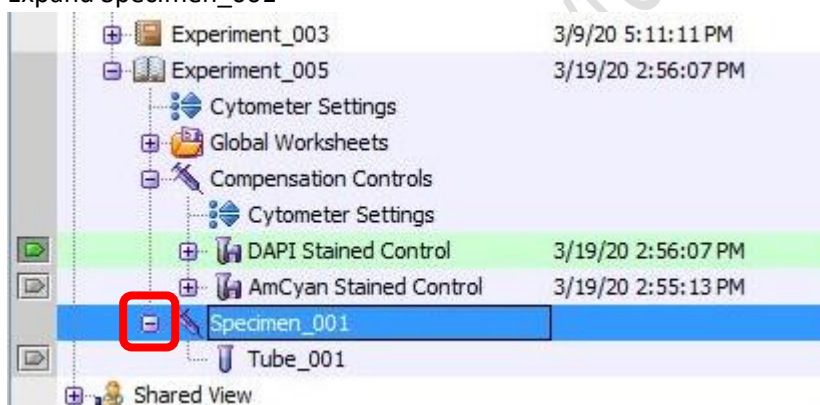 Expand Specimen_001
Experiment_003 3/9/20 5:11:11 PM
Experiment_005 3/19/20 2:56:07 PM
Cytometer Settings
Global Worksheets
Compensation Controls
Cytometer Settings
DAPI Stained Control 3/19/20 2:56:07 PM
AmCyan Stained Control 3/19/20 2:55:13 PM
Specimen_001
Tube_001
Shared View